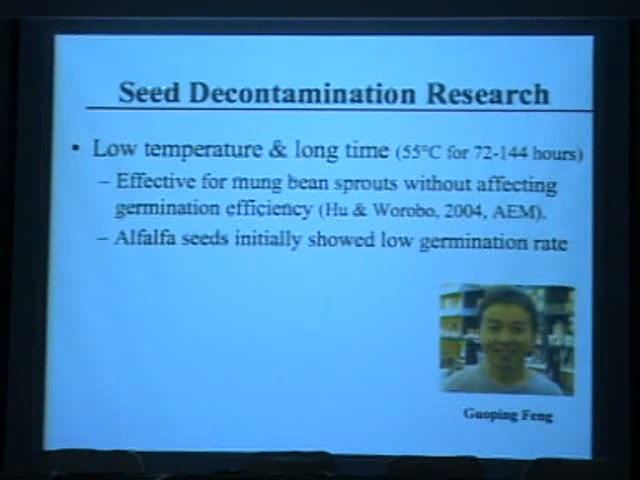 Seed Decontamination Research
• Low temperature & long time (55°C for 72-144 hours)
– Effective for mung bean sprouts without affecting
germination efficiency (Hu & Worobo, 2004, AEM).
– Alfalfa seeds initially showed low germination rate
Guoping Feng